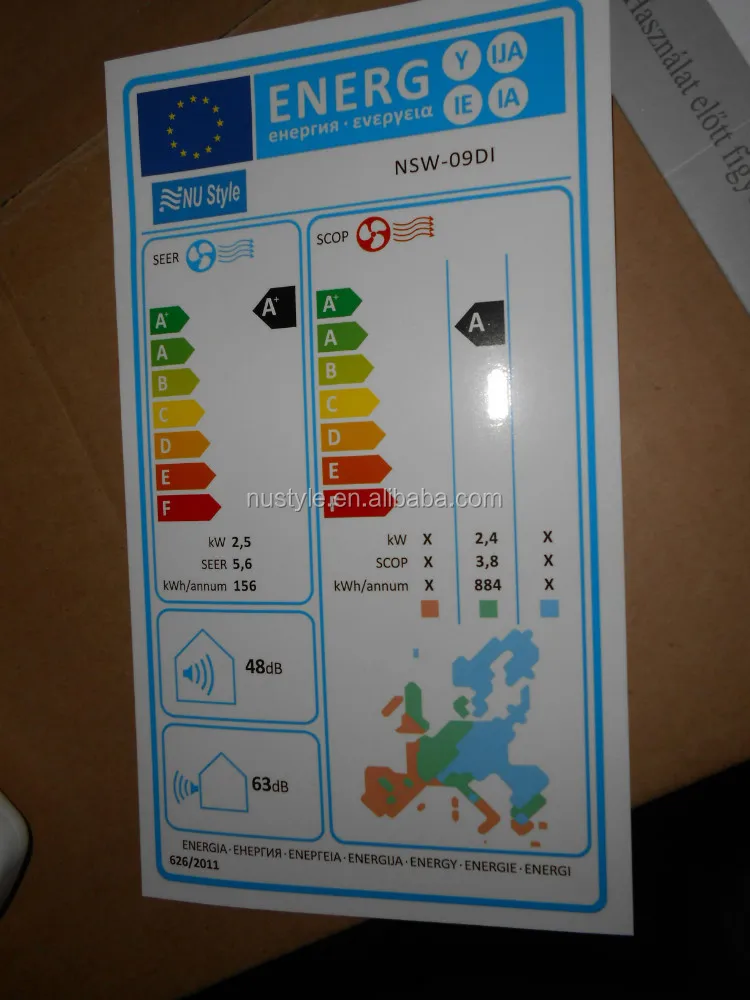 ENERG Y IJA
енергия · ενεργεια IE IA
NSW-09DI
NU Style
SEER
A+
A+
A
B
C
D
E
F
kW 2,5
SEER 5,6
kWh/annum 156
SCOP
A+
A
A
B
C
D
E
F
kW X 2,4 X
SCOP X 3,8 X
kWh/annum X 884 X
48dB
63dB
ENERGIA · ЕНЕРГИЯ · ΕΝΕΡΓΕΙΑ · ENERGIJA · ENERGY · ENERGIE · ENERGI
626/2011
nustyle.en.alibaba.com
Használat előtt figy